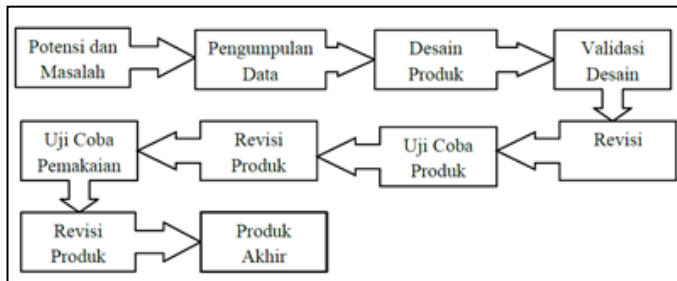 Potensi dan
Masalah
Pengumpulan
Data
Desain
Produk
Validasi
Desain
Revisi
Uji Coba
Produk
Revisi
Produk
Uji Coba
Pemakaian
Revisi
Produk
Produk
Akhir